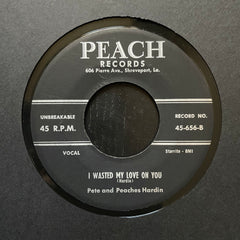 PEACH
RECORDS
606 Pierre Ave., Shreveport, La.
UNBREAKABLE
45 R.P.M.
RECORD NO.
45-656-B
VOCAL
Starrite - BMI
I WASTED MY LOVE ON YOU
(Hardin)
Pete and Peaches Hardin